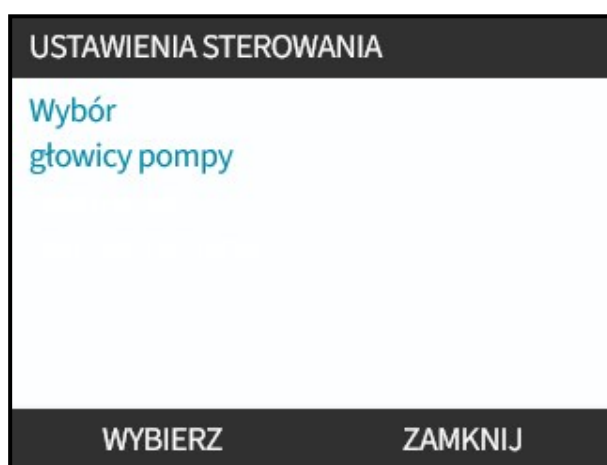 USTAWIENIA STEROWANIA
Wybór
głowicy pompy
WYBIERZ ZAMKNIJ